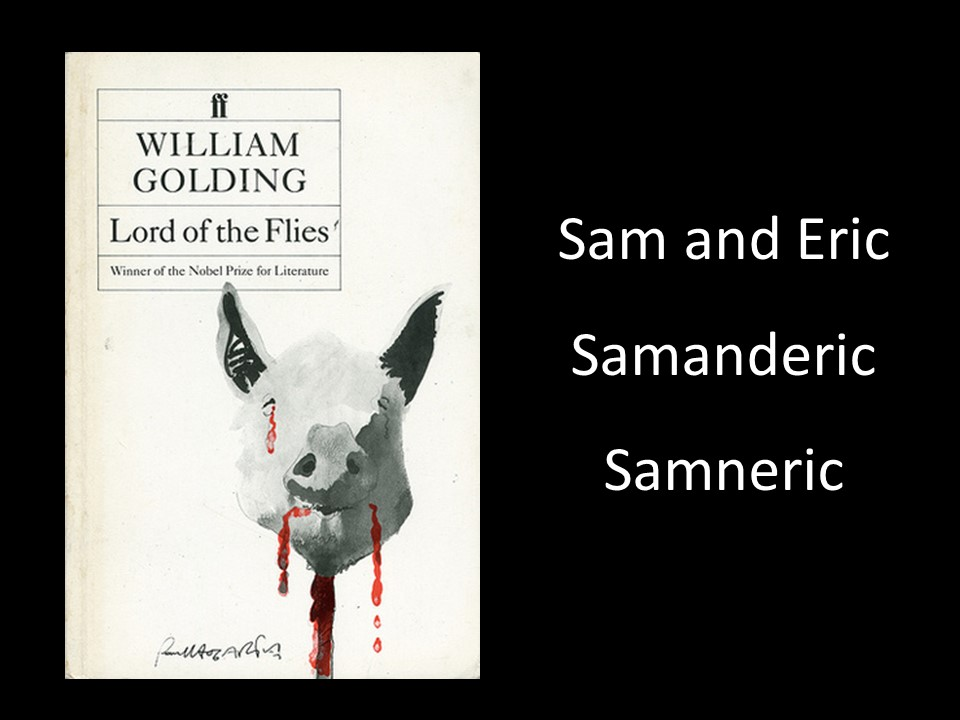 ff
WILLIAM
GOLDING
Lord of the Flies
Winner of the Nobel Prize for Literature
Sam and Eric
Samanderic
Samneric